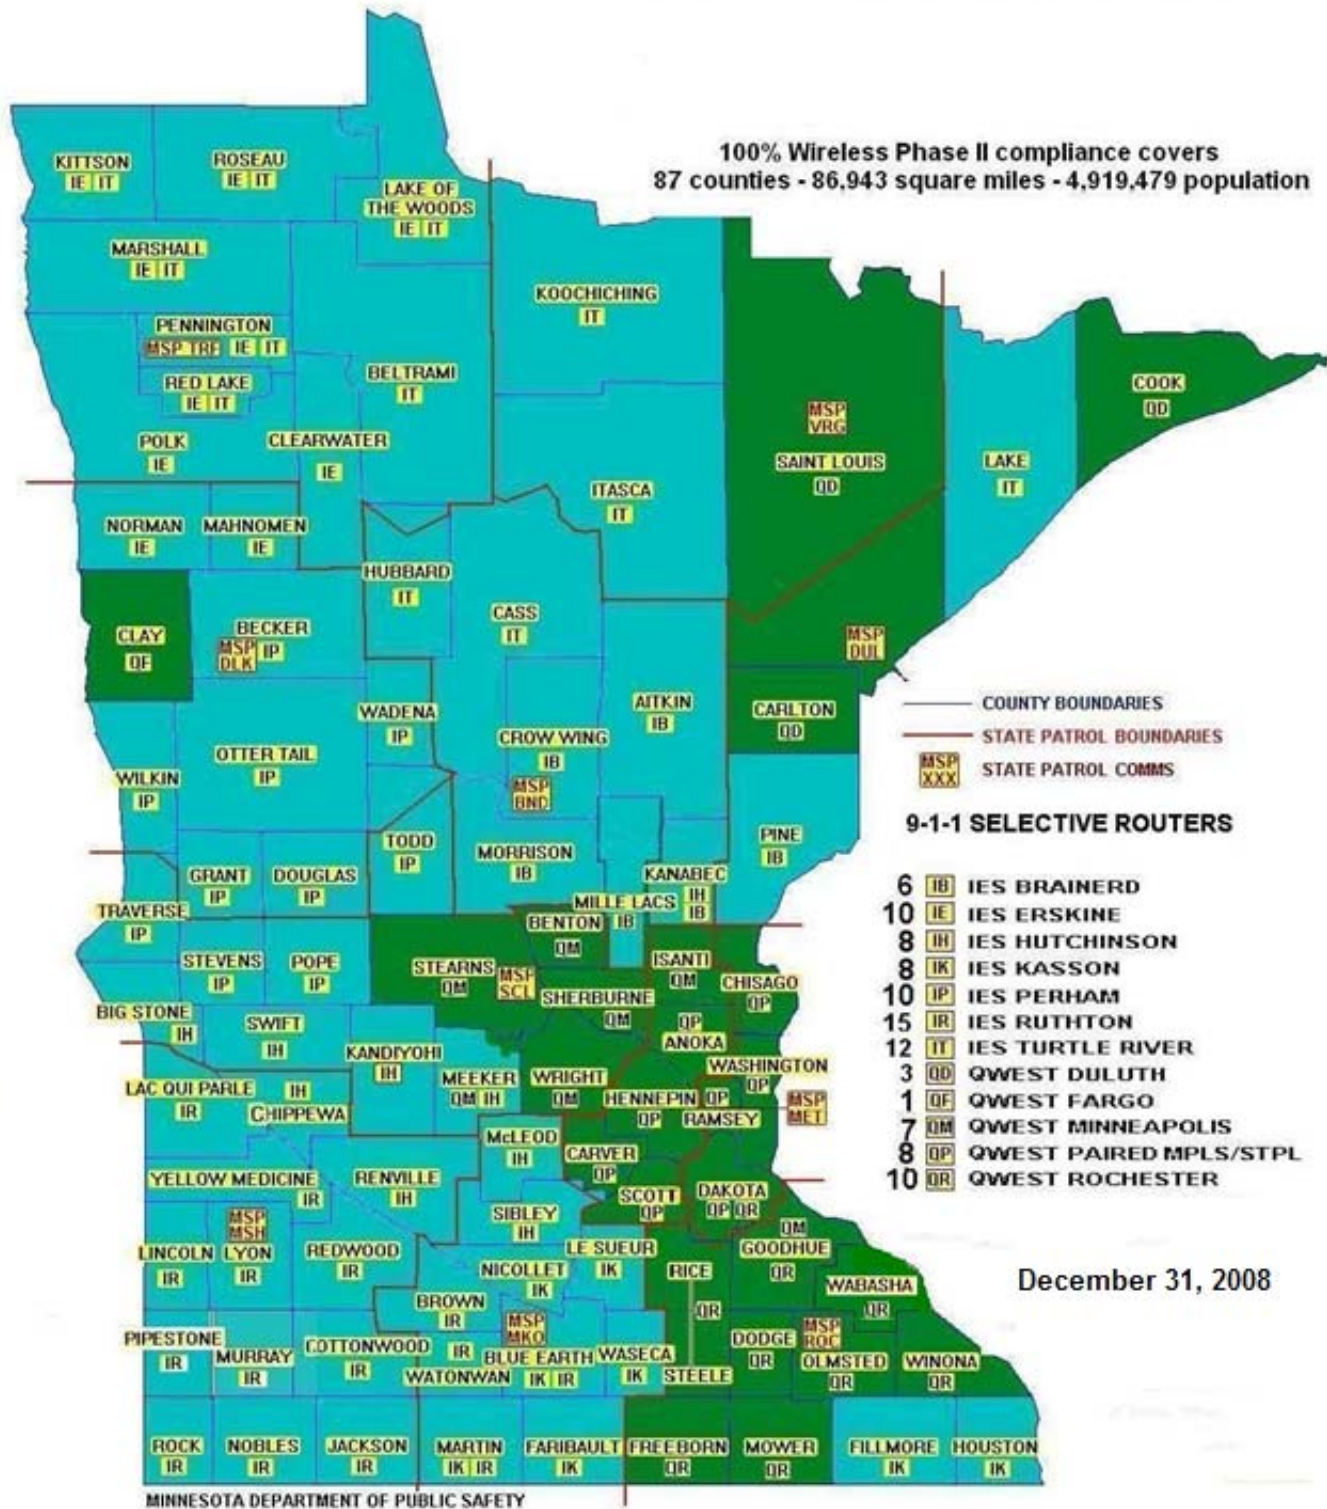 100% Wireless Phase II compliance covers
87 counties - 86,943 square miles - 4,919,479 population
KITTSON
IE IT
ROSEAU
IE IT
LAKE OF
THE WOODS
IE IT
MARSHALL
IE IT
KOOCHICHING
IT
PENNINGTON
MSP TRF IE IT
RED LAKE
IE IT
BELTRAMI
IT
POLK
IE
CLEARWATER
IE
MSP
VRG
SAINT LOUIS
QD
COOK
QD
LAKE
IT
ITASCA
IT
NORMAN
IE
MAHNOMEN
IE
HUBBARD
IT
CASS
IT
CLAY
QF
BECKER
MSP
DLK IP
MSP
DUL
AITKIN
IB
CARLTON
QD
WADENA
IP
CROW WING
IB
MSP
BND
OTTER TAIL
IP
WILKIN
IP
COUNTY BOUNDARIES
STATE PATROL BOUNDARIES
MSP
XXX
STATE PATROL COMMS
9-1-1 SELECTIVE ROUTERS
6 IB IES BRAINERD
10 IE IES ERSKINE
8 IH IES HUTCHINSON
8 IK IES KASSON
10 IP IES PERHAM
15 IR IES RUTHTON
12 IT IES TURTLE RIVER
3 QD QWEST DULUTH
1 QF QWEST FARGO
7 QM QWEST MINNEAPOLIS
8 QP QWEST PAIRED MPLS/STPL
10 QR QWEST ROCHESTER
TODD
IP
MORRISON
IB
PINE
IB
GRANT
IP
DOUGLAS
IP
KANABEC
IH
IB
MILLE LACS
IB
TRAVERSE
IP
BENTON
QM
STEVENS
IP
POPE
IP
STEARNS
QM
MSP
SCL
ISANTI
QM
CHISAGO
QP
SHERBURNE
QM
BIG STONE
IH
SWIFT
IH
QP
ANOKA
KANDIYOHI
IH
WASHINGTON
QP
MEEKER
QM IH
WRIGHT
QM
LAC QUI PARLE
IR
IH
CHIPPEWA
HENNEPIN
QP
QP
RAMSEY
MSP
MET
McLEOD
IH
CARVER
QP
YELLOW MEDICINE
IR
RENVILLE
IH
SCOTT
QP
DAKOTA
QP QR
SIBLEY
IH
QM
GOODHUE
QR
LINCOLN
IR
MSP
MSH
LYON
IR
REDWOOD
IR
LE SUEUR
IK
NICOLLET
IK
RICE
QR
WABASHA
QR
December 31, 2008
BROWN
IR
PIPESTONE
IR
MURRAY
IR
COTTONWOOD
IR
IR
WATONWAN
MSP
MKO
BLUE EARTH
IK IR
WASECA
IK
STEELE
DODGE
QR
MSP
ROC
OLMSTED
QR
WINONA
QR
ROCK
IR
NOBLES
IR
JACKSON
IR
MARTIN
IK IR
FARIBAULT
IK
FREEBORN
QR
MOWER
QR
FILLMORE
IK
HOUSTON
IK
MINNESOTA DEPARTMENT OF PUBLIC SAFETY